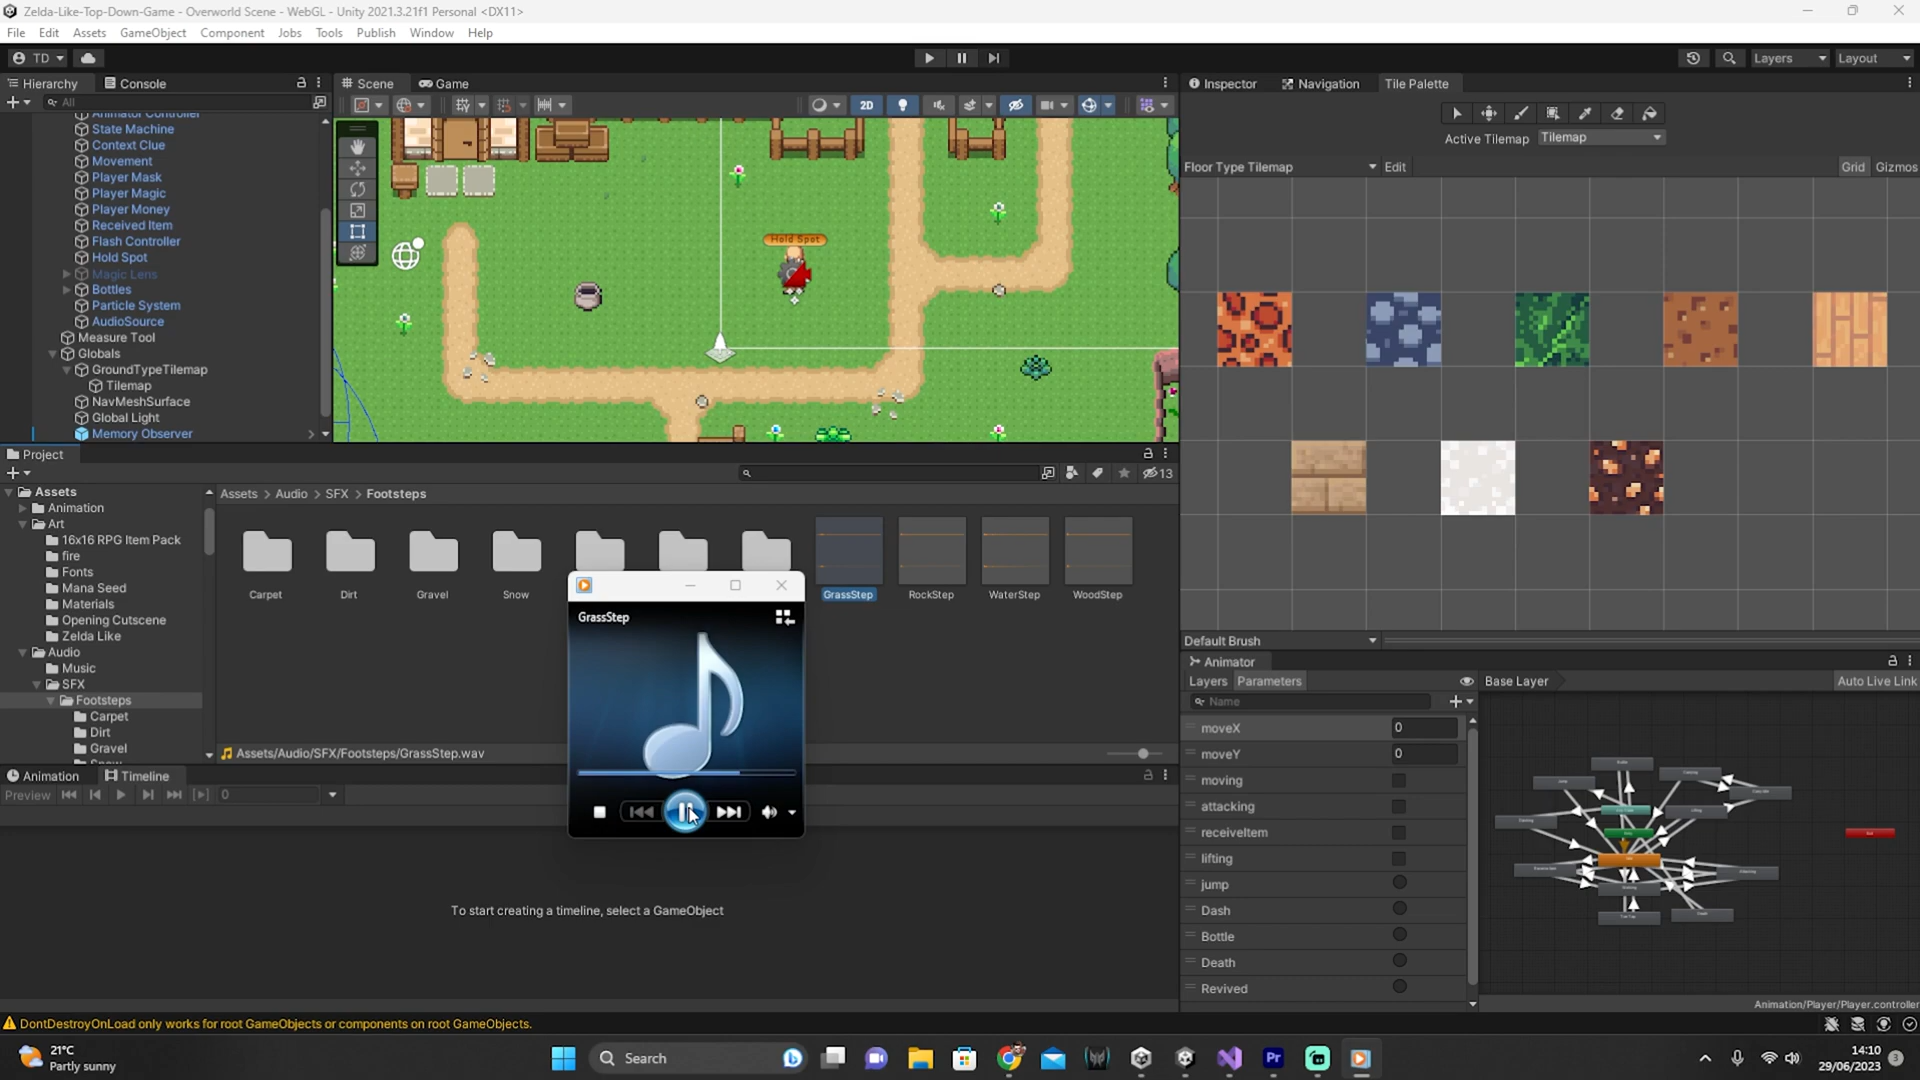 Zelda-Like-Top-Down-Game - Overworld Scene - WebGL - Unity 2021.3.21f1 Personal <DX11>
File Edit Assets GameObject Component Jobs Tools Publish Window Help
TD
Layers
Layout
Hierarchy
Console
All
Animator Controller
State Machine
Context Clue
Movement
Player Mask
Player Magic
Player Money
Received Item
Flash Controller
Hold Spot
Magic Lens
Bottles
Particle System
AudioSource
Measure Tool
Globals
GroundTypeTilemap
Tilemap
NavMeshSurface
Global Light
Memory Observer
Scene
Game
2D
Hold Spot
Inspector
Navigation
Tile Palette
Active Tilemap
Tilemap
Floor Type Tilemap
Edit
Grid
Gizmos
Default Brush
Project
13
Assets
Animation
Art
16x16 RPG Item Pack
fire
Fonts
Mana Seed
Materials
Opening Cutscene
Zelda Like
Audio
Music
SFX
Footsteps
Carpet
Dirt
Gravel
Assets > Audio > SFX > Footsteps
Carpet
Dirt
Gravel
Snow
GrassStep
RockStep
WaterStep
WoodStep
GrassStep
Assets/Audio/SFX/Footsteps/GrassStep.wav
Animation
Timeline
Preview
0
To start creating a timeline, select a GameObject
Animator
Layers
Parameters
Base Layer
Auto Live Link
Name
moveX 0
moveY 0
moving
attacking
receiveItem
lifting
jump
Dash
Bottle
Death
Revived
Animation/Player/Player.controller
DontDestroyOnLoad only works for root GameObjects or components on root GameObjects.
21°C
Partly sunny
Search
Pr
14:10
29/06/2023
3